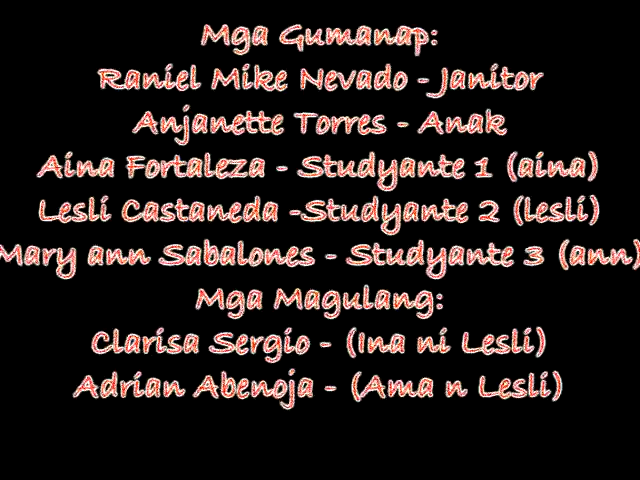 Mga Gumanap:
Raniel Mike Nevado - Janitor
Anjanette Torres - Anak
Aina Fortaleza - Studyante 1 (aina)
Lesli Castaneda -Studyante 2 (lesli)
Mary ann Sabalones - Studyante 3 (ann)
Mga Magulang:
Clarisa Sergio - (Ina ni Lesli)
Adrian Abenoja - (Ama n Lesli)